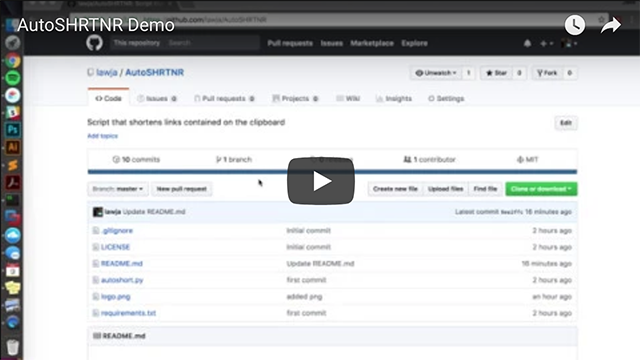 AutoSHRTNR Demo
github.com/lawja/AutoSHRTNR
This repository Search Pull requests Issues Marketplace Explore
lawja / AutoSHRTNR
Unwatch 1 Star 0 Fork 0
Code Issues 0 Pull requests 0 Projects 0 Wiki Insights Settings
Script that shortens links contained on the clipboard
Edit
Add topics
10 commits 1 branch 1 contributor MIT
Branch: master New pull request Create new file Upload files Find file Clone or download
lawja Update README.md Latest commit 16 minutes ago
.gitignore Initial commit 2 hours ago
LICENSE Initial commit 2 hours ago
README.md Update README.md 16 minutes ago
autoshort.py first commit 2 hours ago
logo.png added png an hour ago
requirements.txt first commit 2 hours ago
README.md